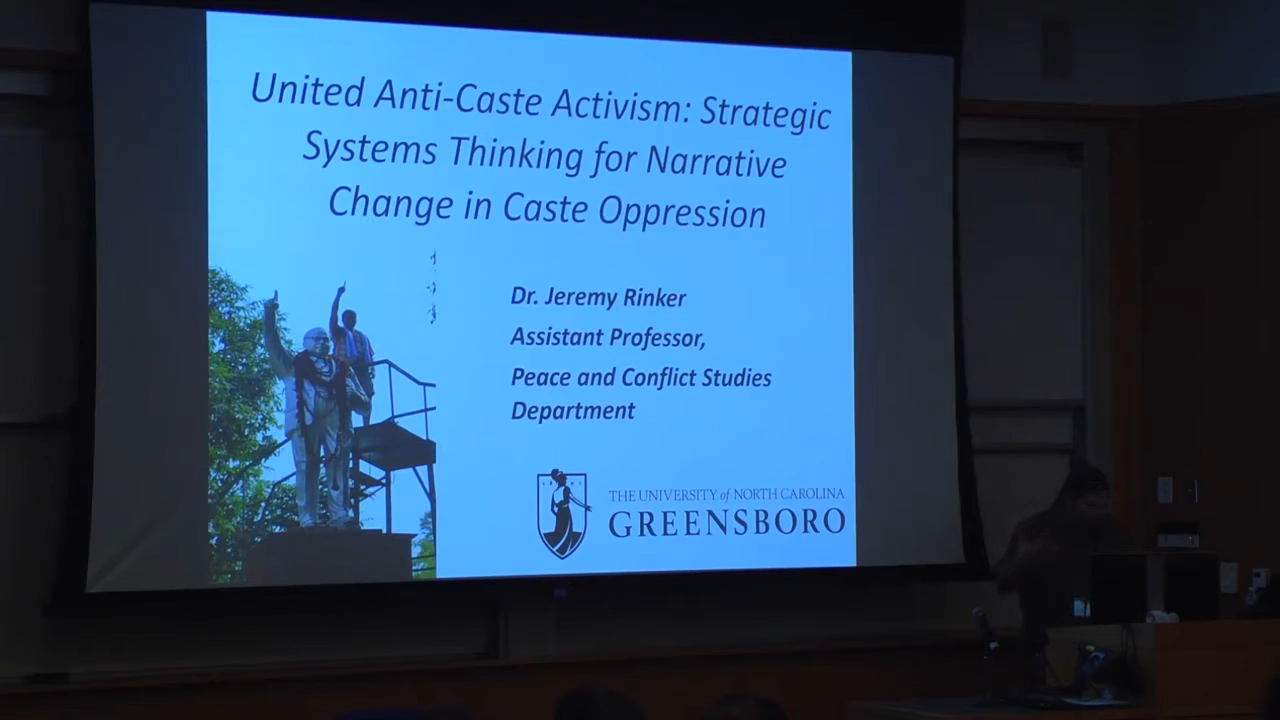 United Anti-Caste Activism: Strategic
Systems Thinking for Narrative
Change in Caste Oppression
Dr. Jeremy Rinker
Assistant Professor,
Peace and Conflict Studies
Department
THE UNIVERSITY of NORTH CAROLINA
GREENSBORO